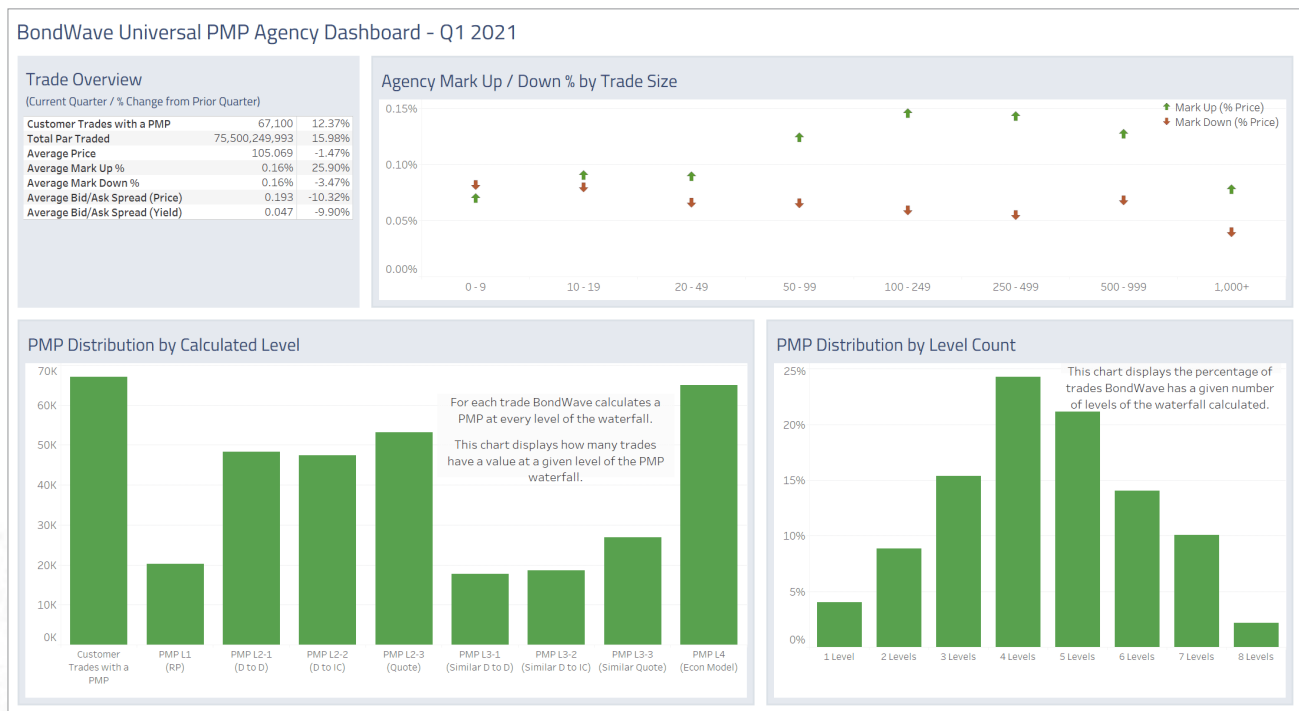 BondWave Universal PMP Agency Dashboard - Q1 2021
Trade Overview
(Current Quarter / % Change from Prior Quarter)
Customer Trades with a PMP 67,100 12.37%
Total Par Traded 75,500,249,993 15.98%
Average Price 105.069 -1.47%
Average Mark Up % 0.16% 25.90%
Average Mark Down % 0.16% -3.47%
Average Bid/Ask Spread (Price) 0.193 -10.32%
Average Bid/Ask Spread (Yield) 0.047 -9.90%
Agency Mark Up / Down % by Trade Size
Mark Up (% Price)
Mark Down (% Price)
0.15%
0.10%
0.05%
0.00%
0 - 9 10 - 19 20 - 49 50 - 99 100 - 249 250 - 499 500 - 999 1,000+
PMP Distribution by Calculated Level
For each trade BondWave calculates a
PMP at every level of the waterfall.
This chart displays how many trades
have a value at a given level of the PMP
waterfall.
70K
60K
50K
40K
30K
20K
10K
0K
Customer PMP L1 PMP L2-1 PMP L2-2 PMP L2-3 PMP L3-1 PMP L3-2 PMP L3-3 PMP L4
Trades with a (RP) (D to D) (D to IC) (Quote) (Similar D to D) (Similar D to IC) (Similar Quote) (Econ Model)
PMP
PMP Distribution by Level Count
This chart displays the percentage of
trades BondWave has a given number
of levels of the waterfall calculated.
25%
20%
15%
10%
5%
0%
1 Level 2 Levels 3 Levels 4 Levels 5 Levels 6 Levels 7 Levels 8 Levels